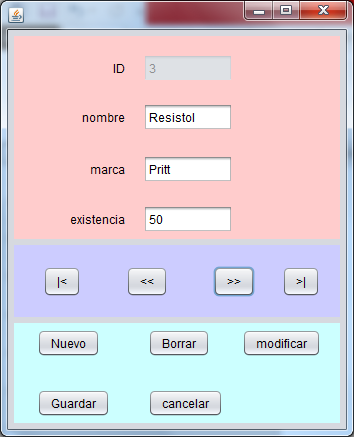 ID 3
nombre Resistol
marca Pritt
existencia 50
|< << >> >|
Nuevo Borrar modificar
Guardar cancelar